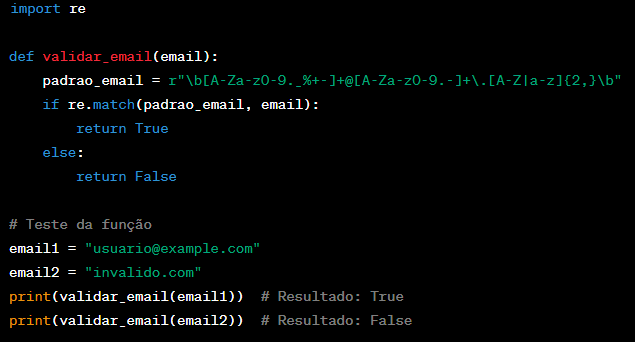 import re

def validar_email(email):
    padrao_email = r"\b[A-Za-z0-9._%+-]+@[A-Za-z0-9.-]+\.[A-Z|a-z]{2,}\b"
    if re.match(padrao_email, email):
        return True
    else:
        return False

# Teste da função
email1 = "usuario@example.com"
email2 = "invalido.com"
print(validar_email(email1))  # Resultado: True
print(validar_email(email2))  # Resultado: False